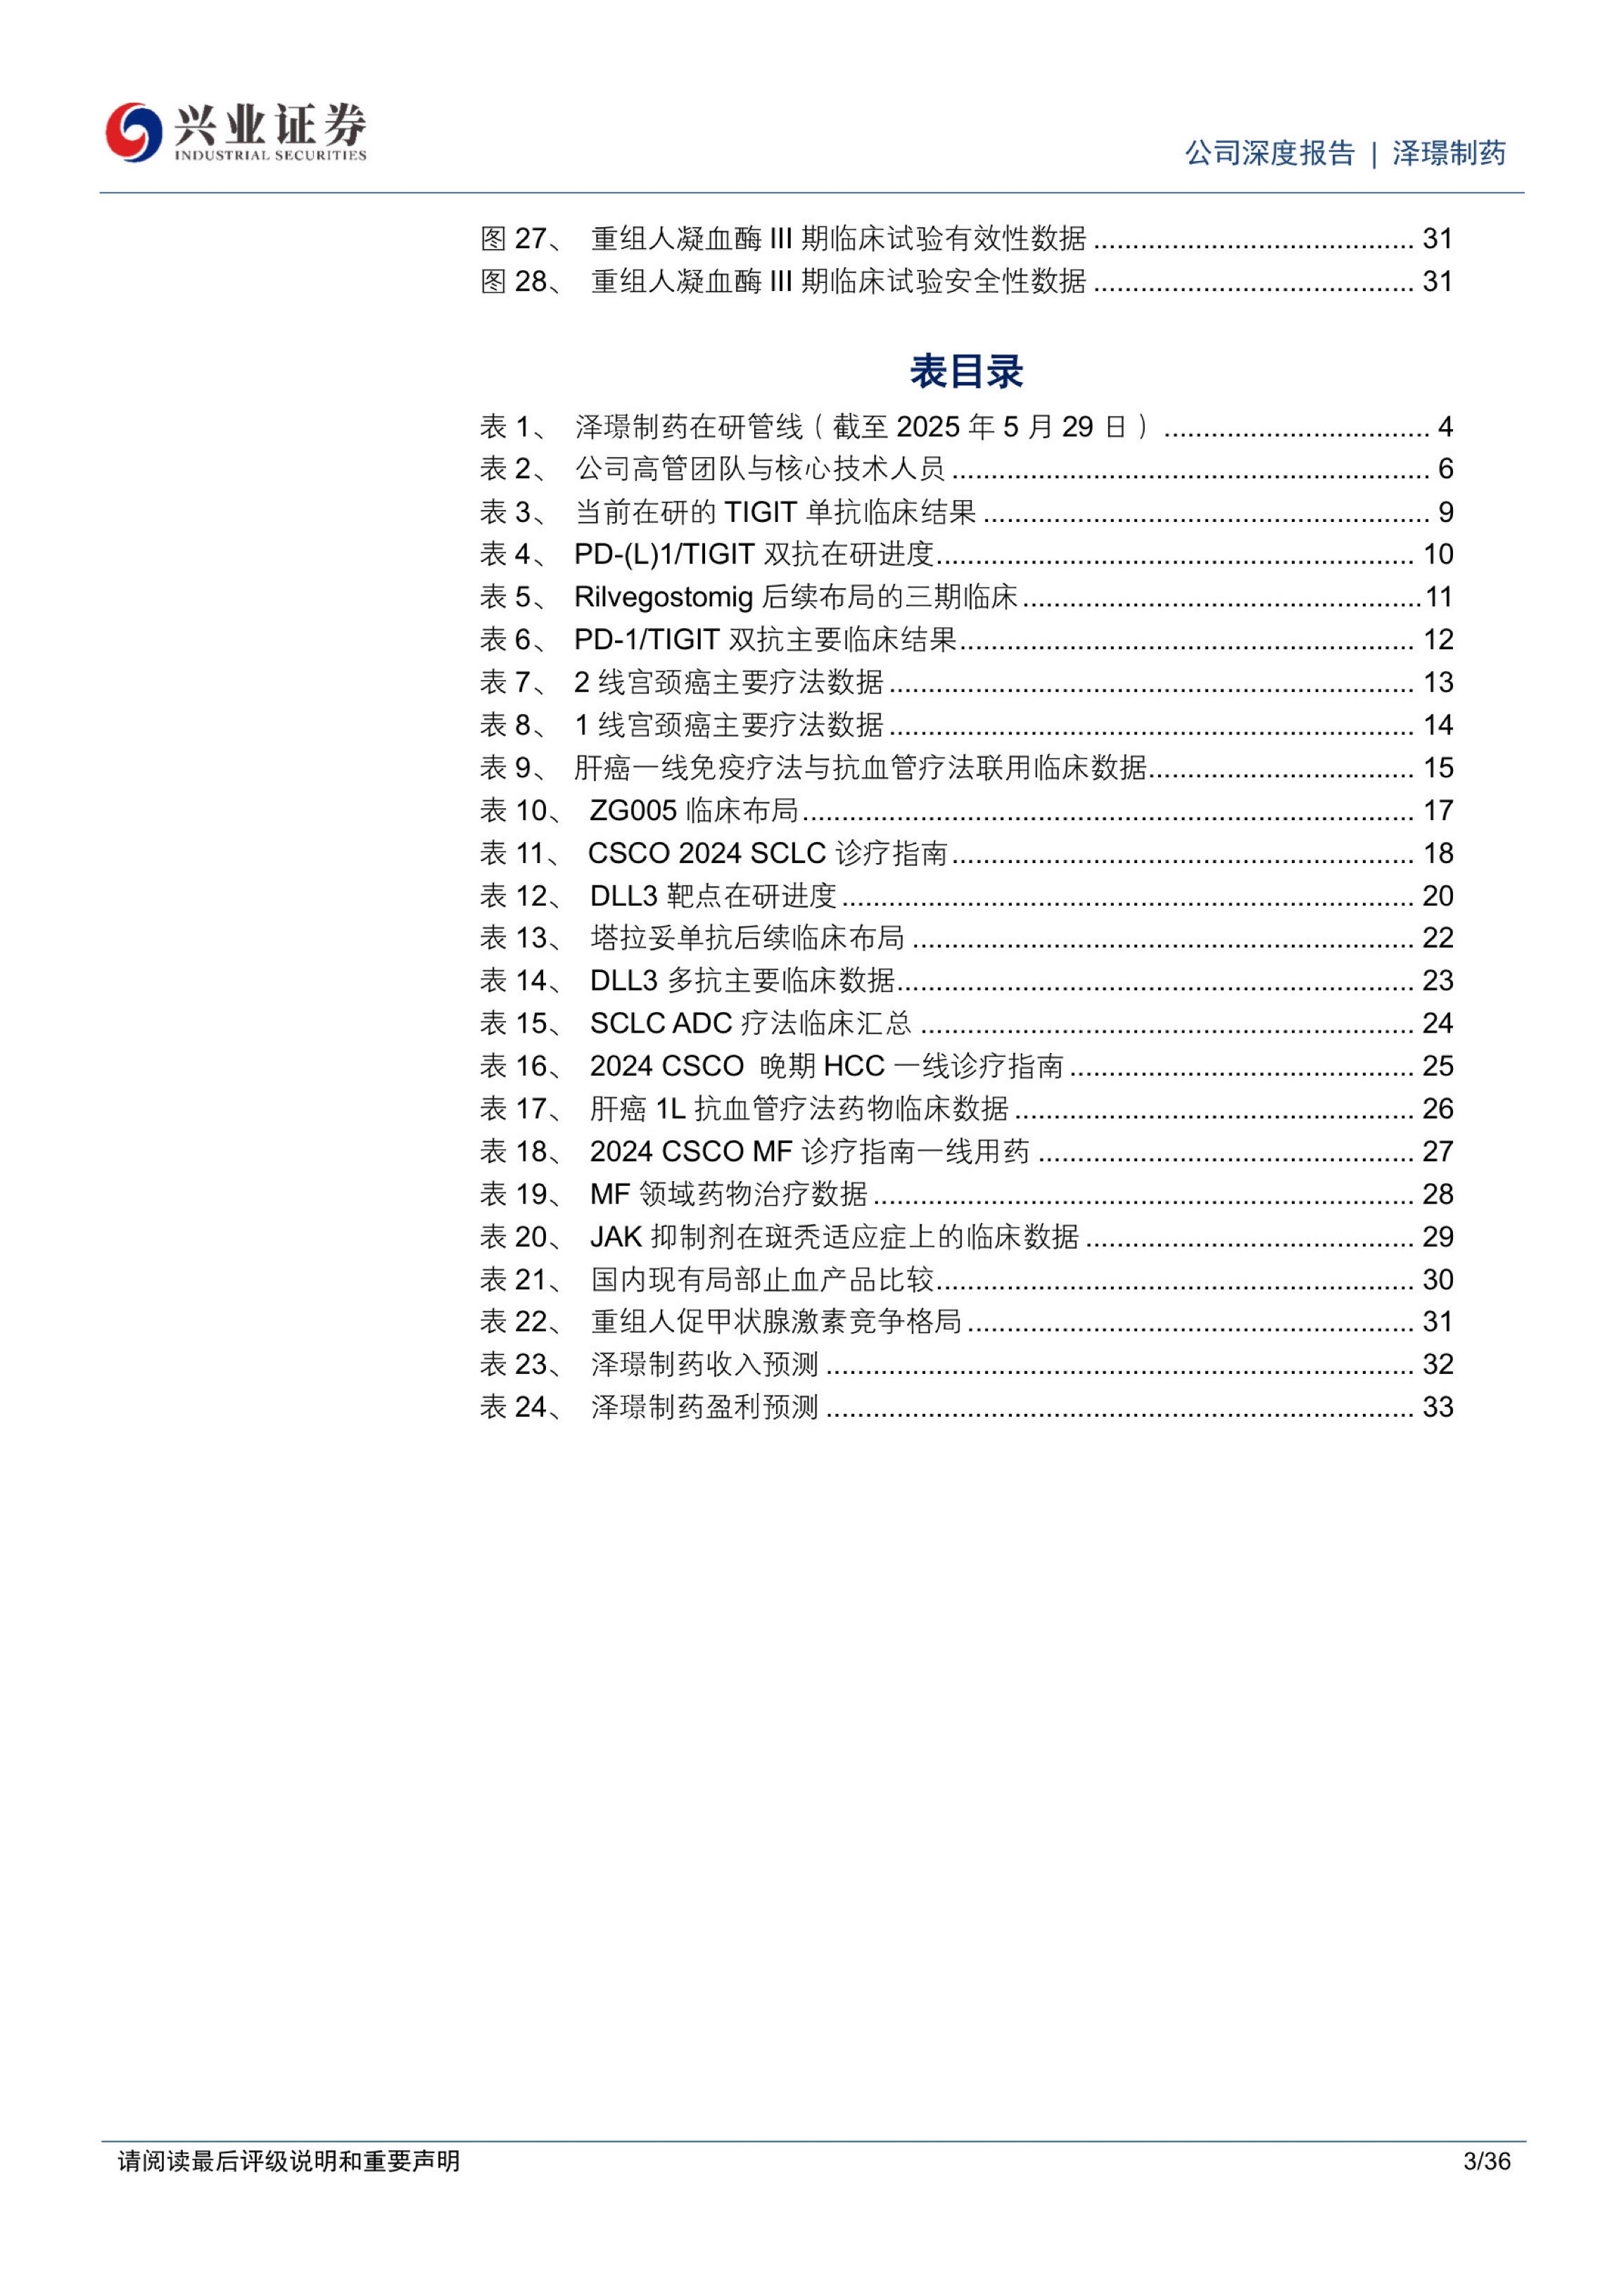 兴业证券
INDUSTRIAL SECURITIES
公司深度报告 | 泽璟制药
图 27、 重组人凝血酶 III 期临床试验有效性数据 ........................................ 31
图 28、 重组人凝血酶 III 期临床试验安全性数据 ........................................ 31
表目录
表 1、 泽璟制药在研管线（截至 2025 年 5 月 29 日） ................................. 4
表 2、 公司高管团队与核心技术人员 ............................................................ 6
表 3、 当前在研的 TIGIT 单抗临床结果 ........................................................ 9
表 4、 PD-(L)1/TIGIT 双抗在研进度............................................................ 10
表 5、 Rilvegostomig 后续布局的三期临床.................................................. 11
表 6、 PD-1/TIGIT 双抗主要临床结果......................................................... 12
表 7、 2 线宫颈癌主要疗法数据 .................................................................. 13
表 8、 1 线宫颈癌主要疗法数据 .................................................................. 14
表 9、 肝癌一线免疫疗法与抗血管疗法联用临床数据................................. 15
表 10、 ZG005 临床布局............................................................................. 17
表 11、 CSCO 2024 SCLC 诊疗指南.......................................................... 18
表 12、 DLL3 靶点在研进度 ........................................................................ 20
表 13、 塔拉妥单抗后续临床布局 ............................................................... 22
表 14、 DLL3 多抗主要临床数据................................................................. 23
表 15、 SCLC ADC 疗法临床汇总 .............................................................. 24
表 16、 2024 CSCO 晚期 HCC 一线诊疗指南 ........................................... 25
表 17、 肝癌 1L 抗血管疗法药物临床数据 .................................................. 26
表 18、 2024 CSCO MF 诊疗指南一线用药 ............................................... 27
表 19、 MF 领域药物治疗数据 .................................................................... 28
表 20、 JAK 抑制剂在斑秃适应症上的临床数据 ......................................... 29
表 21、 国内现有局部止血产品比较............................................................ 30
表 22、 重组人促甲状腺激素竞争格局 ........................................................ 31
表 23、 泽璟制药收入预测 .......................................................................... 32
表 24、 泽璟制药盈利预测 .......................................................................... 33
请阅读最后评级说明和重要声明
3/36